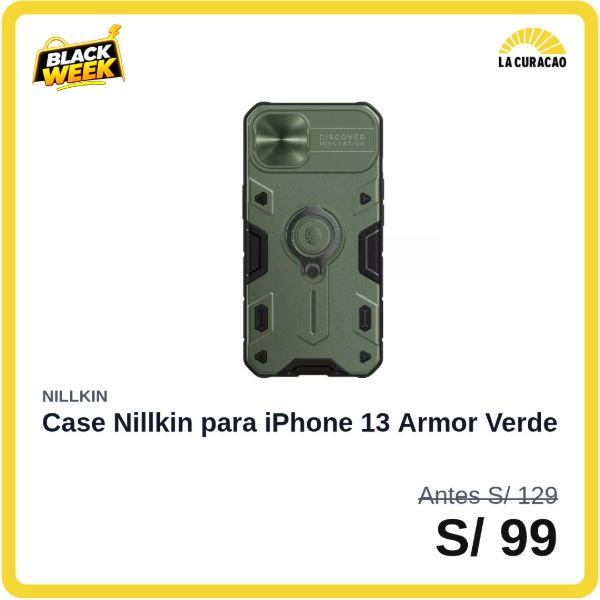 BLACK
WEEK
LA CURACAO
DISCOVER
INNOVATION
NILLKIN
Case Nillkin para iPhone 13 Armor Verde
Antes S/ 129
S/ 99